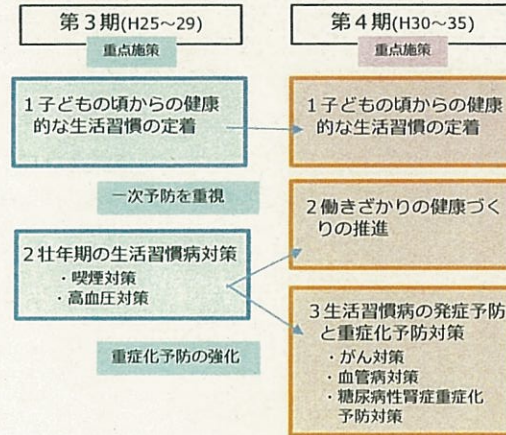 第3期(H25~29)
重点施策
1子どもの頃からの健康
的な生活習慣の定着
一次予防を重視
2壮年期の生活習慣病対策
・喫煙対策
・高血圧対策
重症化予防の強化
第4期(H30~35)
重点施策
1子どもの頃からの健康
的な生活習慣の定着
2働きざかりの健康づく
りの推進
3生活習慣病の発症予防
と重症化予防対策
・がん対策
・血管病対策
・糖尿病性腎症重症化
予防対策